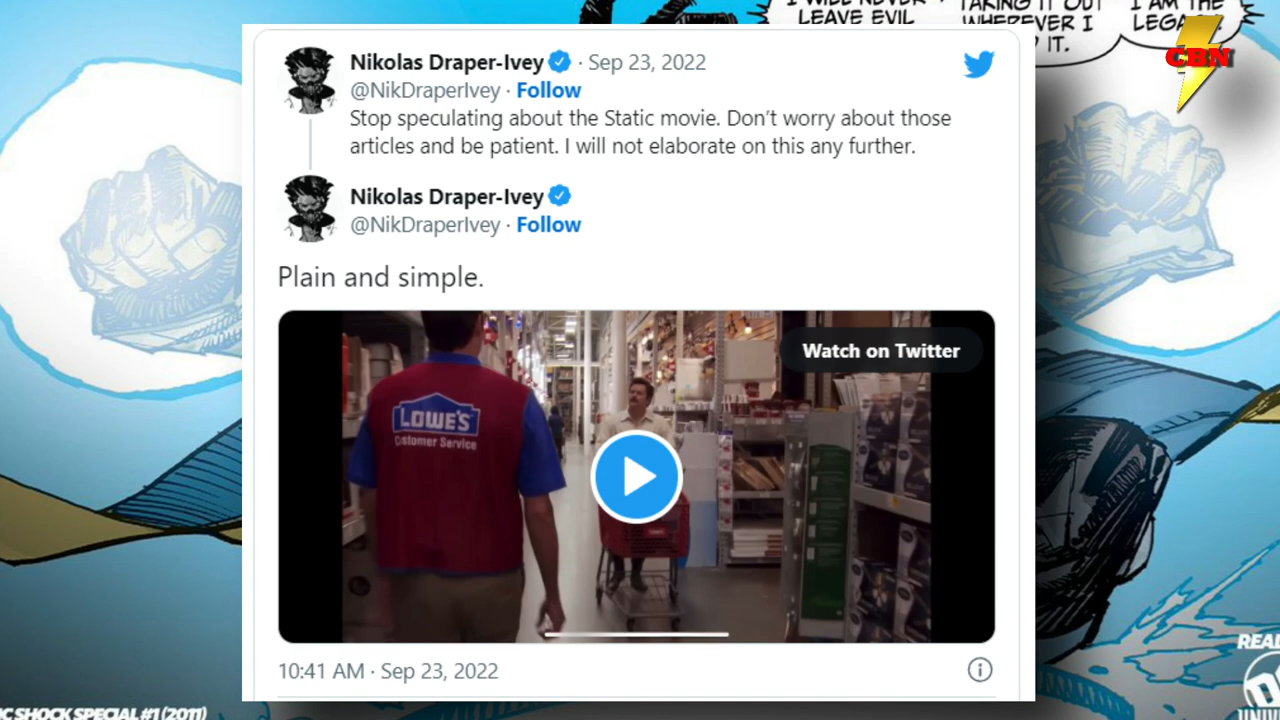 LEAVE EVIL
WHEREVER I
I AM THE
IT.
CBN
Nikolas Draper-Ivey · Sep 23, 2022
@NikDraperIvey · Follow
Stop speculating about the Static movie. Don’t worry about those
articles and be patient. I will not elaborate on this any further.
Nikolas Draper-Ivey
@NikDraperIvey · Follow
Plain and simple.
Watch on Twitter
LOWE'S
Customer Service
10:41 AM · Sep 23, 2022
SHOCK SPECIAL #1 (2011)